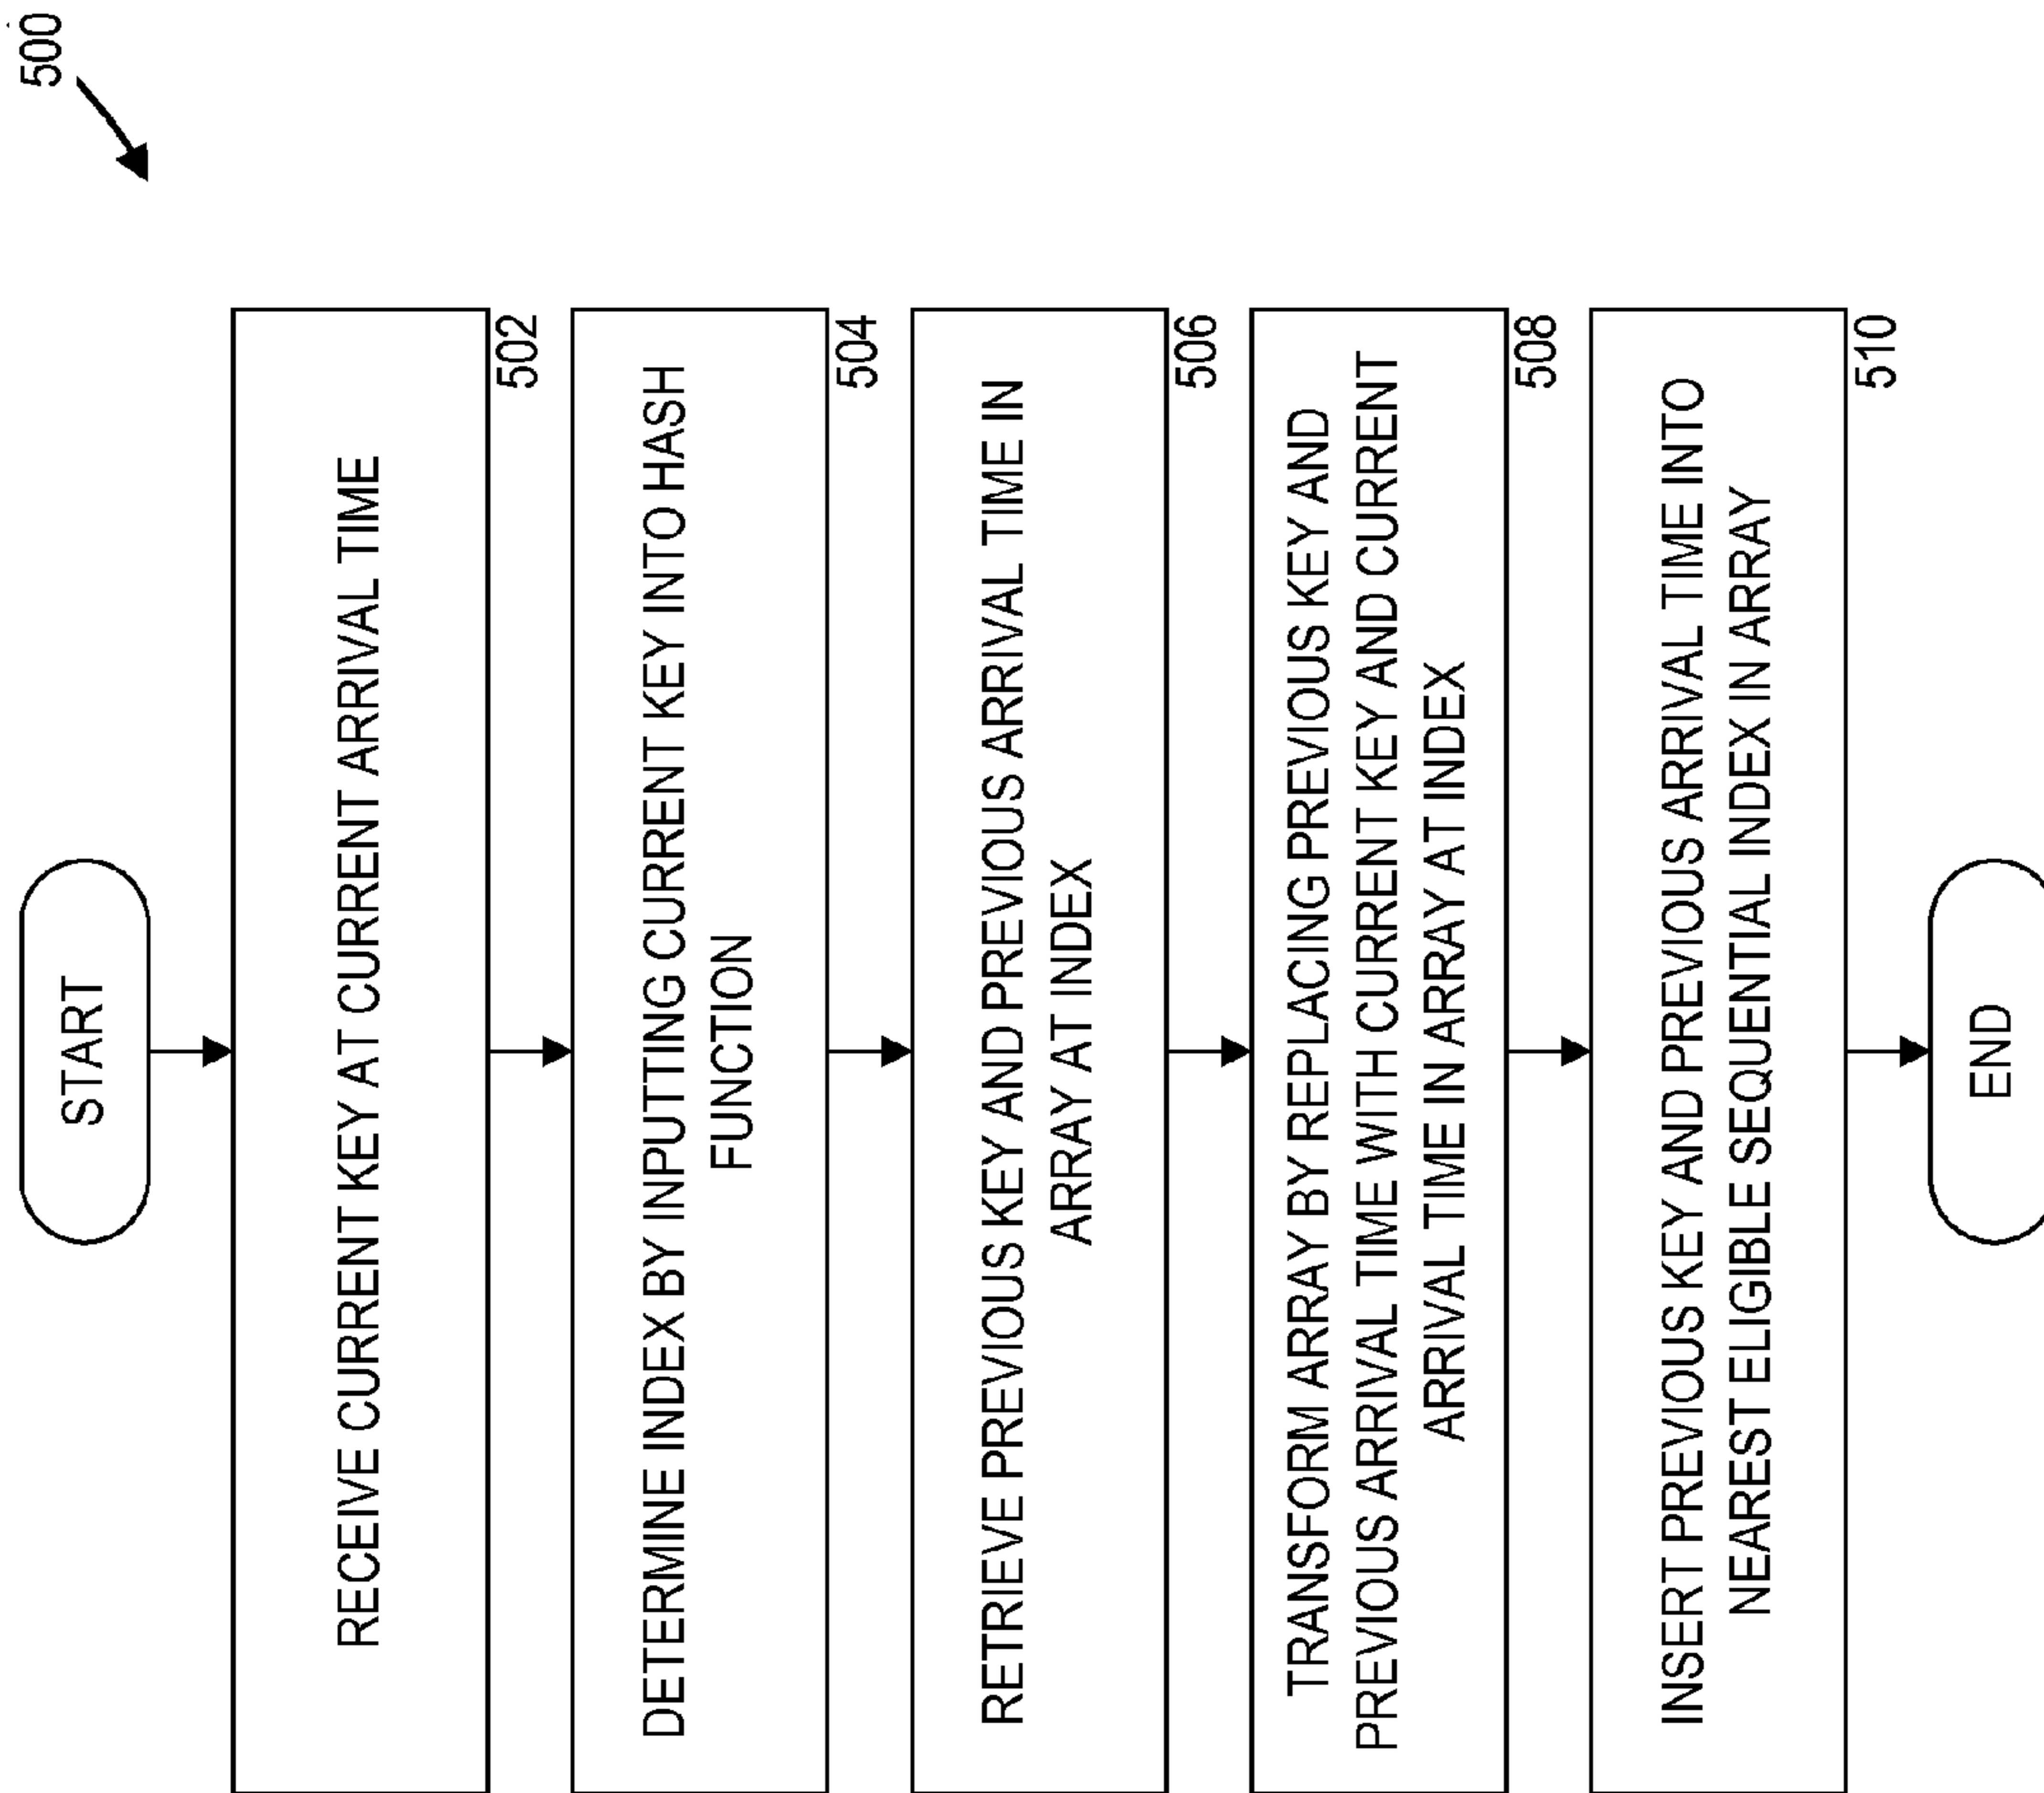 500
START
RECEIVE CURRENT KEY AT CURRENT ARRIVAL TIME
502
DETERMINE INDEX BY INPUTTING CURRENT KEY INTO HASH
FUNCTION
504
RETRIEVE PREVIOUS KEY AND PREVIOUS ARRIVAL TIME IN
ARRAY AT INDEX
506
TRANSFORM ARRAY BY REPLACING PREVIOUS KEY AND
PREVIOUS ARRIVAL TIME WITH CURRENT KEY AND CURRENT
ARRIVAL TIME IN ARRAY AT INDEX
508
INSERT PREVIOUS KEY AND PREVIOUS ARRIVAL TIME INTO
NEAREST ELIGIBLE SEQUENTIAL INDEX IN ARRAY
510
END